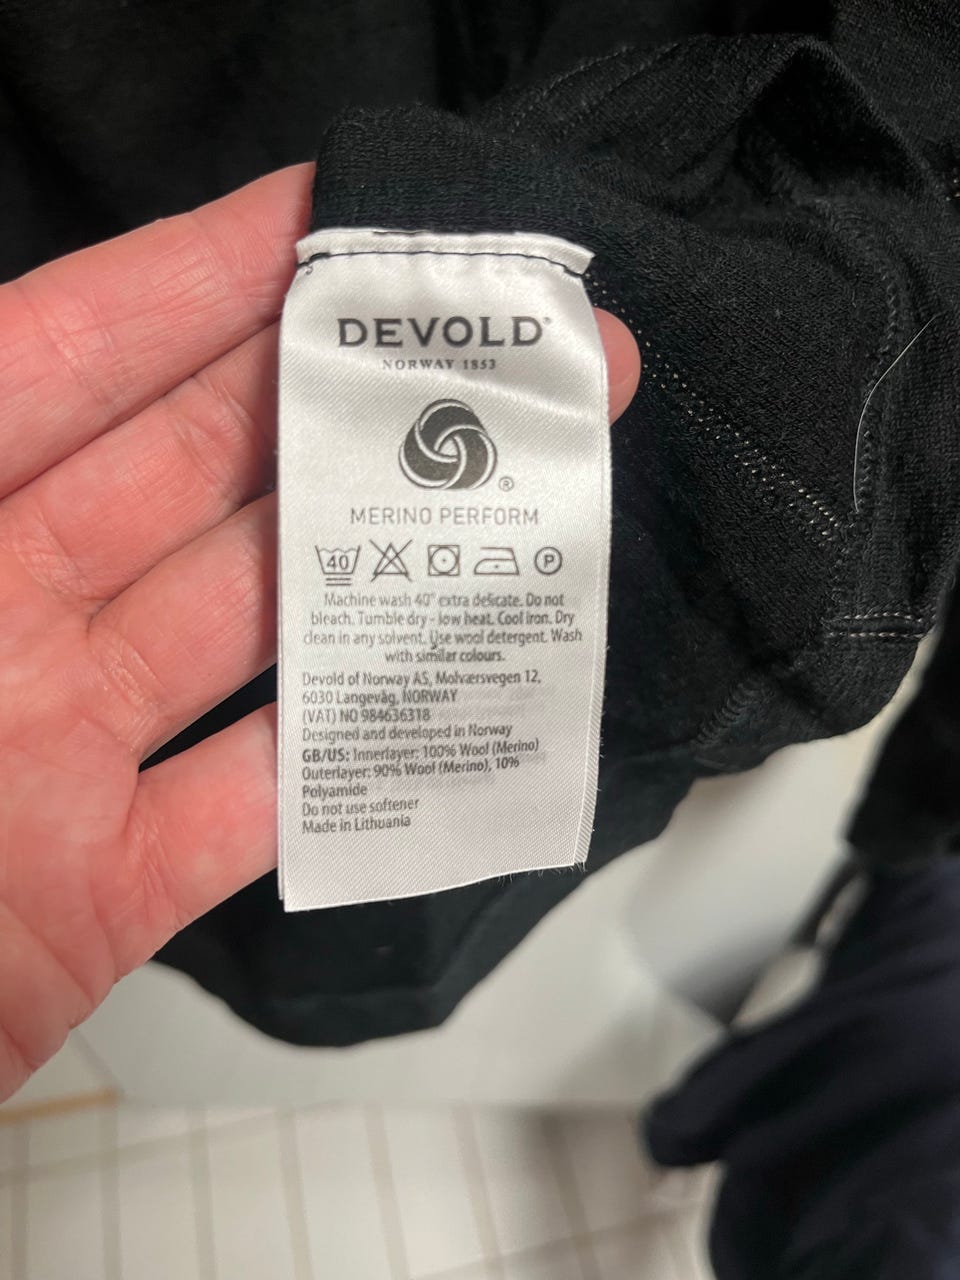 DEVOLD®
NORWAY 1853
®
MERINO PERFORM
40 P
Machine wash 40° extra delicate. Do not
bleach. Tumble dry - low heat. Cool iron. Dry
clean in any solvent. Use wool detergent. Wash
with similar colours.
Devold of Norway AS, Molværsvegen 12,
6030 Langevåg, NORWAY
(VAT) NO 984636318
Designed and developed in Norway
GB/US: Innerlayer: 100% Wool (Merino)
Outerlayer: 90% Wool (Merino), 10%
Polyamide
Do not use softener
Made in Lithuania